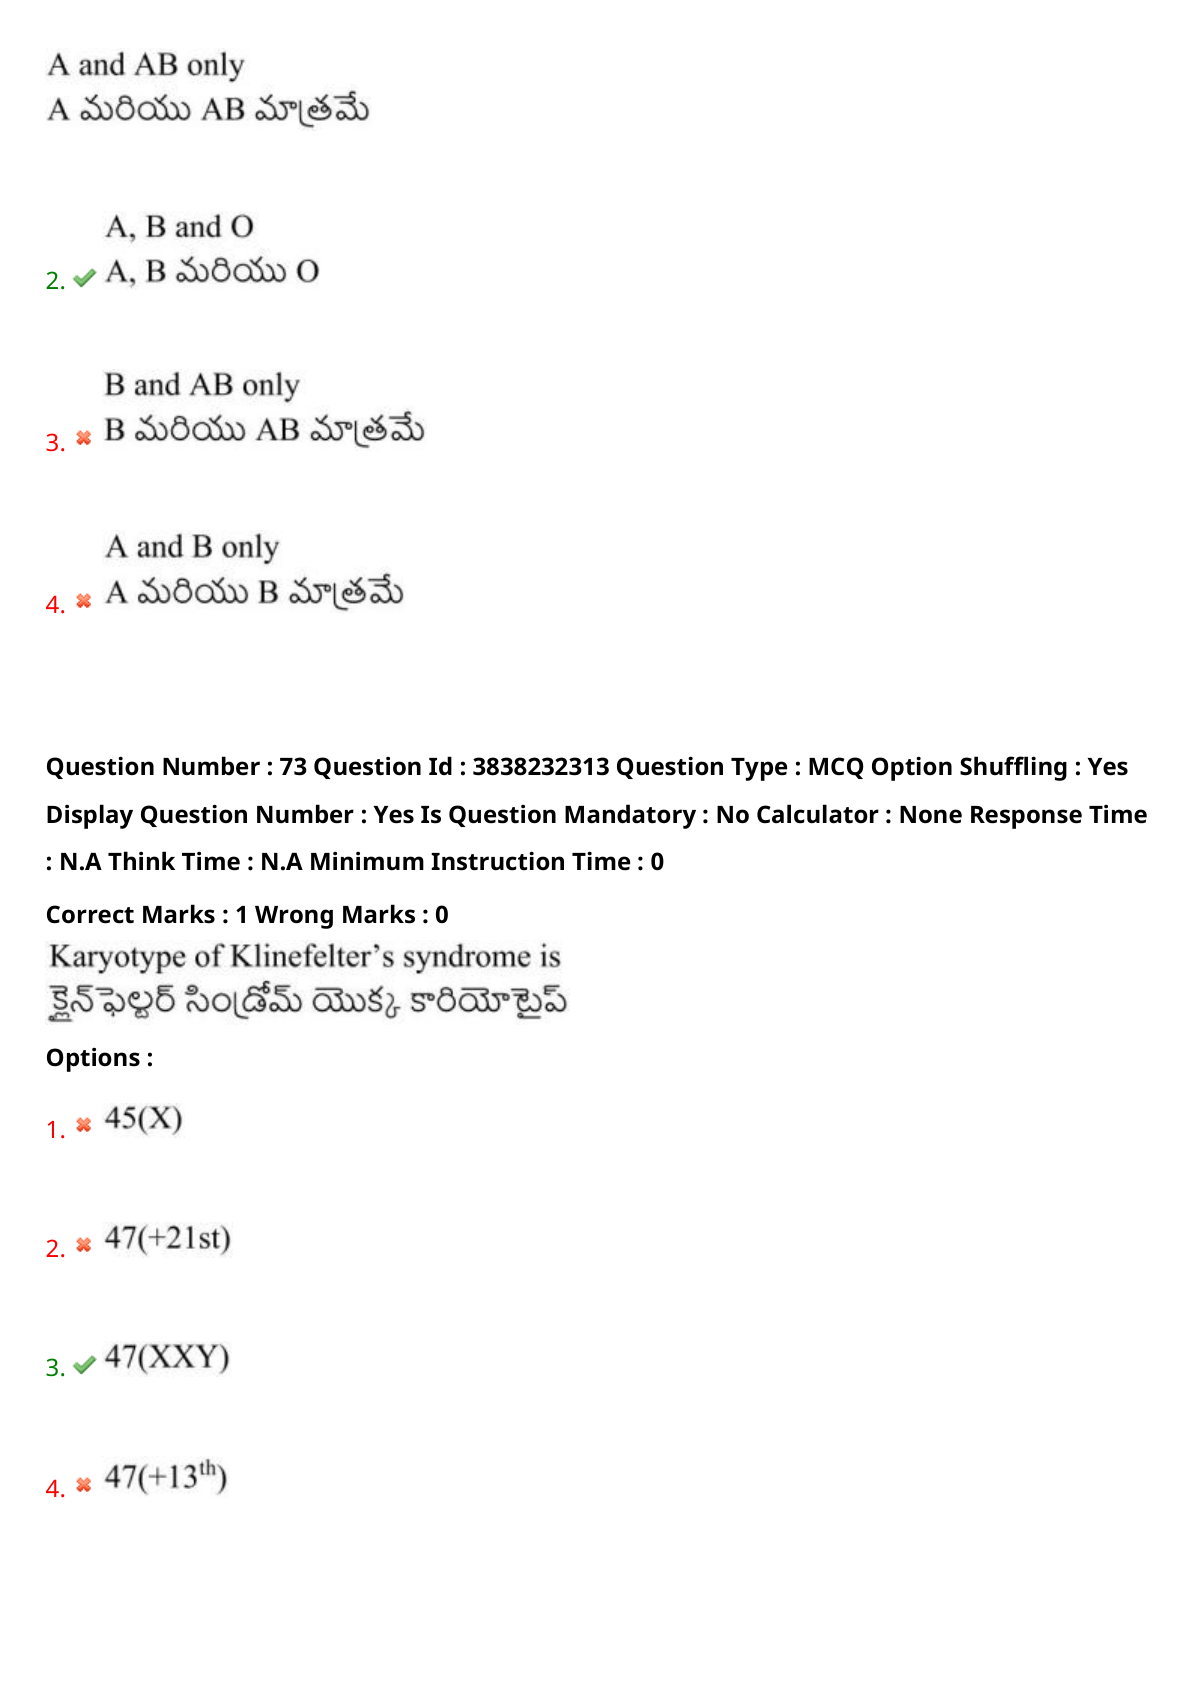 A and AB only
A మరియు AB మాత్రమే
A, B and O
2. A, B మరియు O
B and AB only
3. B మరియు AB మాత్రమే
A and B only
4. A మరియు B మాత్రమే
Question Number : 73 Question Id : 3838232313 Question Type : MCQ Option Shuffling : Yes
Display Question Number : Yes Is Question Mandatory : No Calculator : None Response Time
: N.A Think Time : N.A Minimum Instruction Time : 0
Correct Marks : 1 Wrong Marks : 0
Karyotype of Klinefelter’s syndrome is
క్లైన్‌ఫెల్టర్ సిండ్రోమ్ యొక్క కారియోటైప్
Options :
1. 45(X)
2. 47(+21st)
3. 47(XXY)
4. 47(+13th)